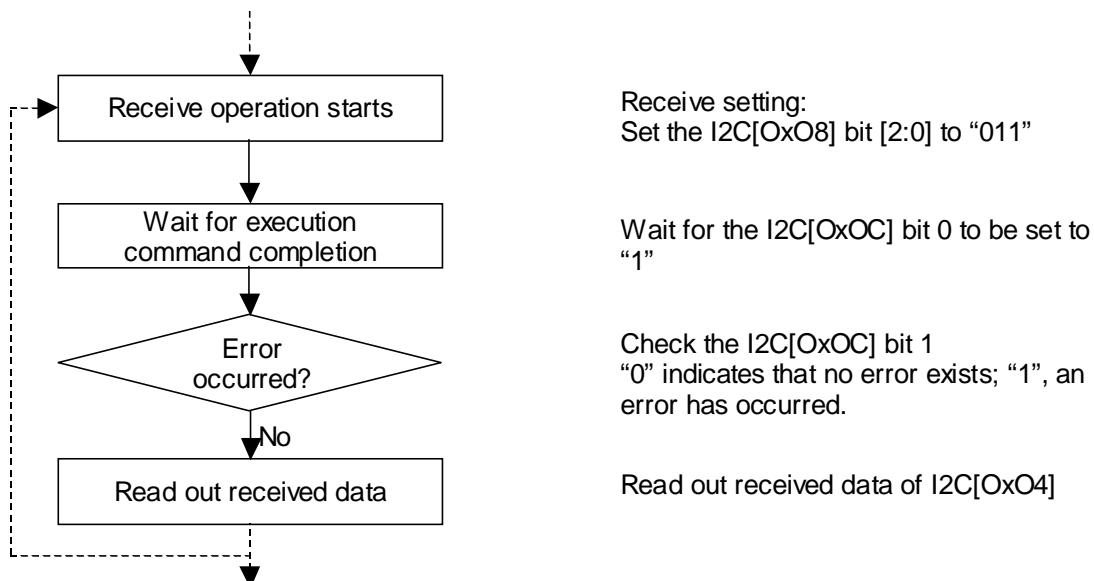 Receive operation starts
Receive setting:
Set the I2C[OxO8] bit [2:0] to “011”
Wait for execution
command completion
Wait for the I2C[OxOC] bit 0 to be set to
“1”
Error
occurred?
Check the I2C[OxOC] bit 1
“0” indicates that no error exists; “1”, an
error has occurred.
No
Read out received data
Read out received data of I2C[OxO4]